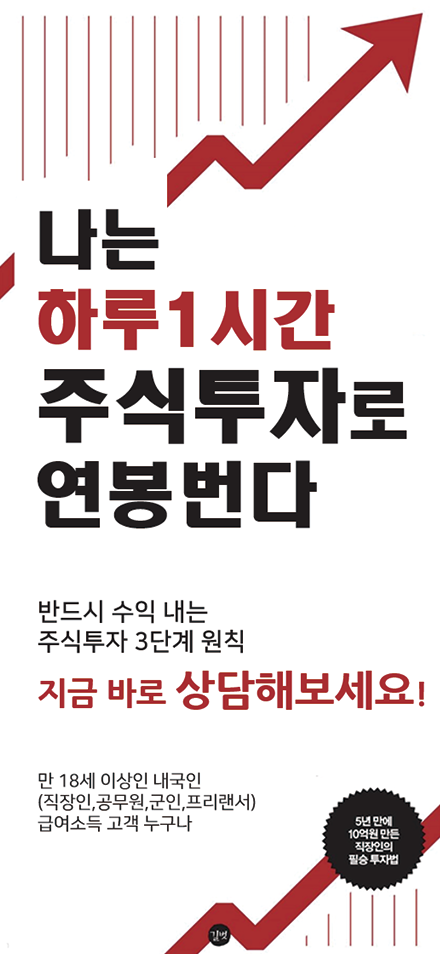 나는
하루1시간
주식투자로
연봉번다
반드시 수익 내는
주식투자 3단계 원칙
지금 바로 상담해보세요!
만 18세 이상인 내국인
(직장인,공무원,군인,프리랜서)
급여소득 고객 누구나
5년 만에
10억원 만든
직장인의
필승 투자법
길벗